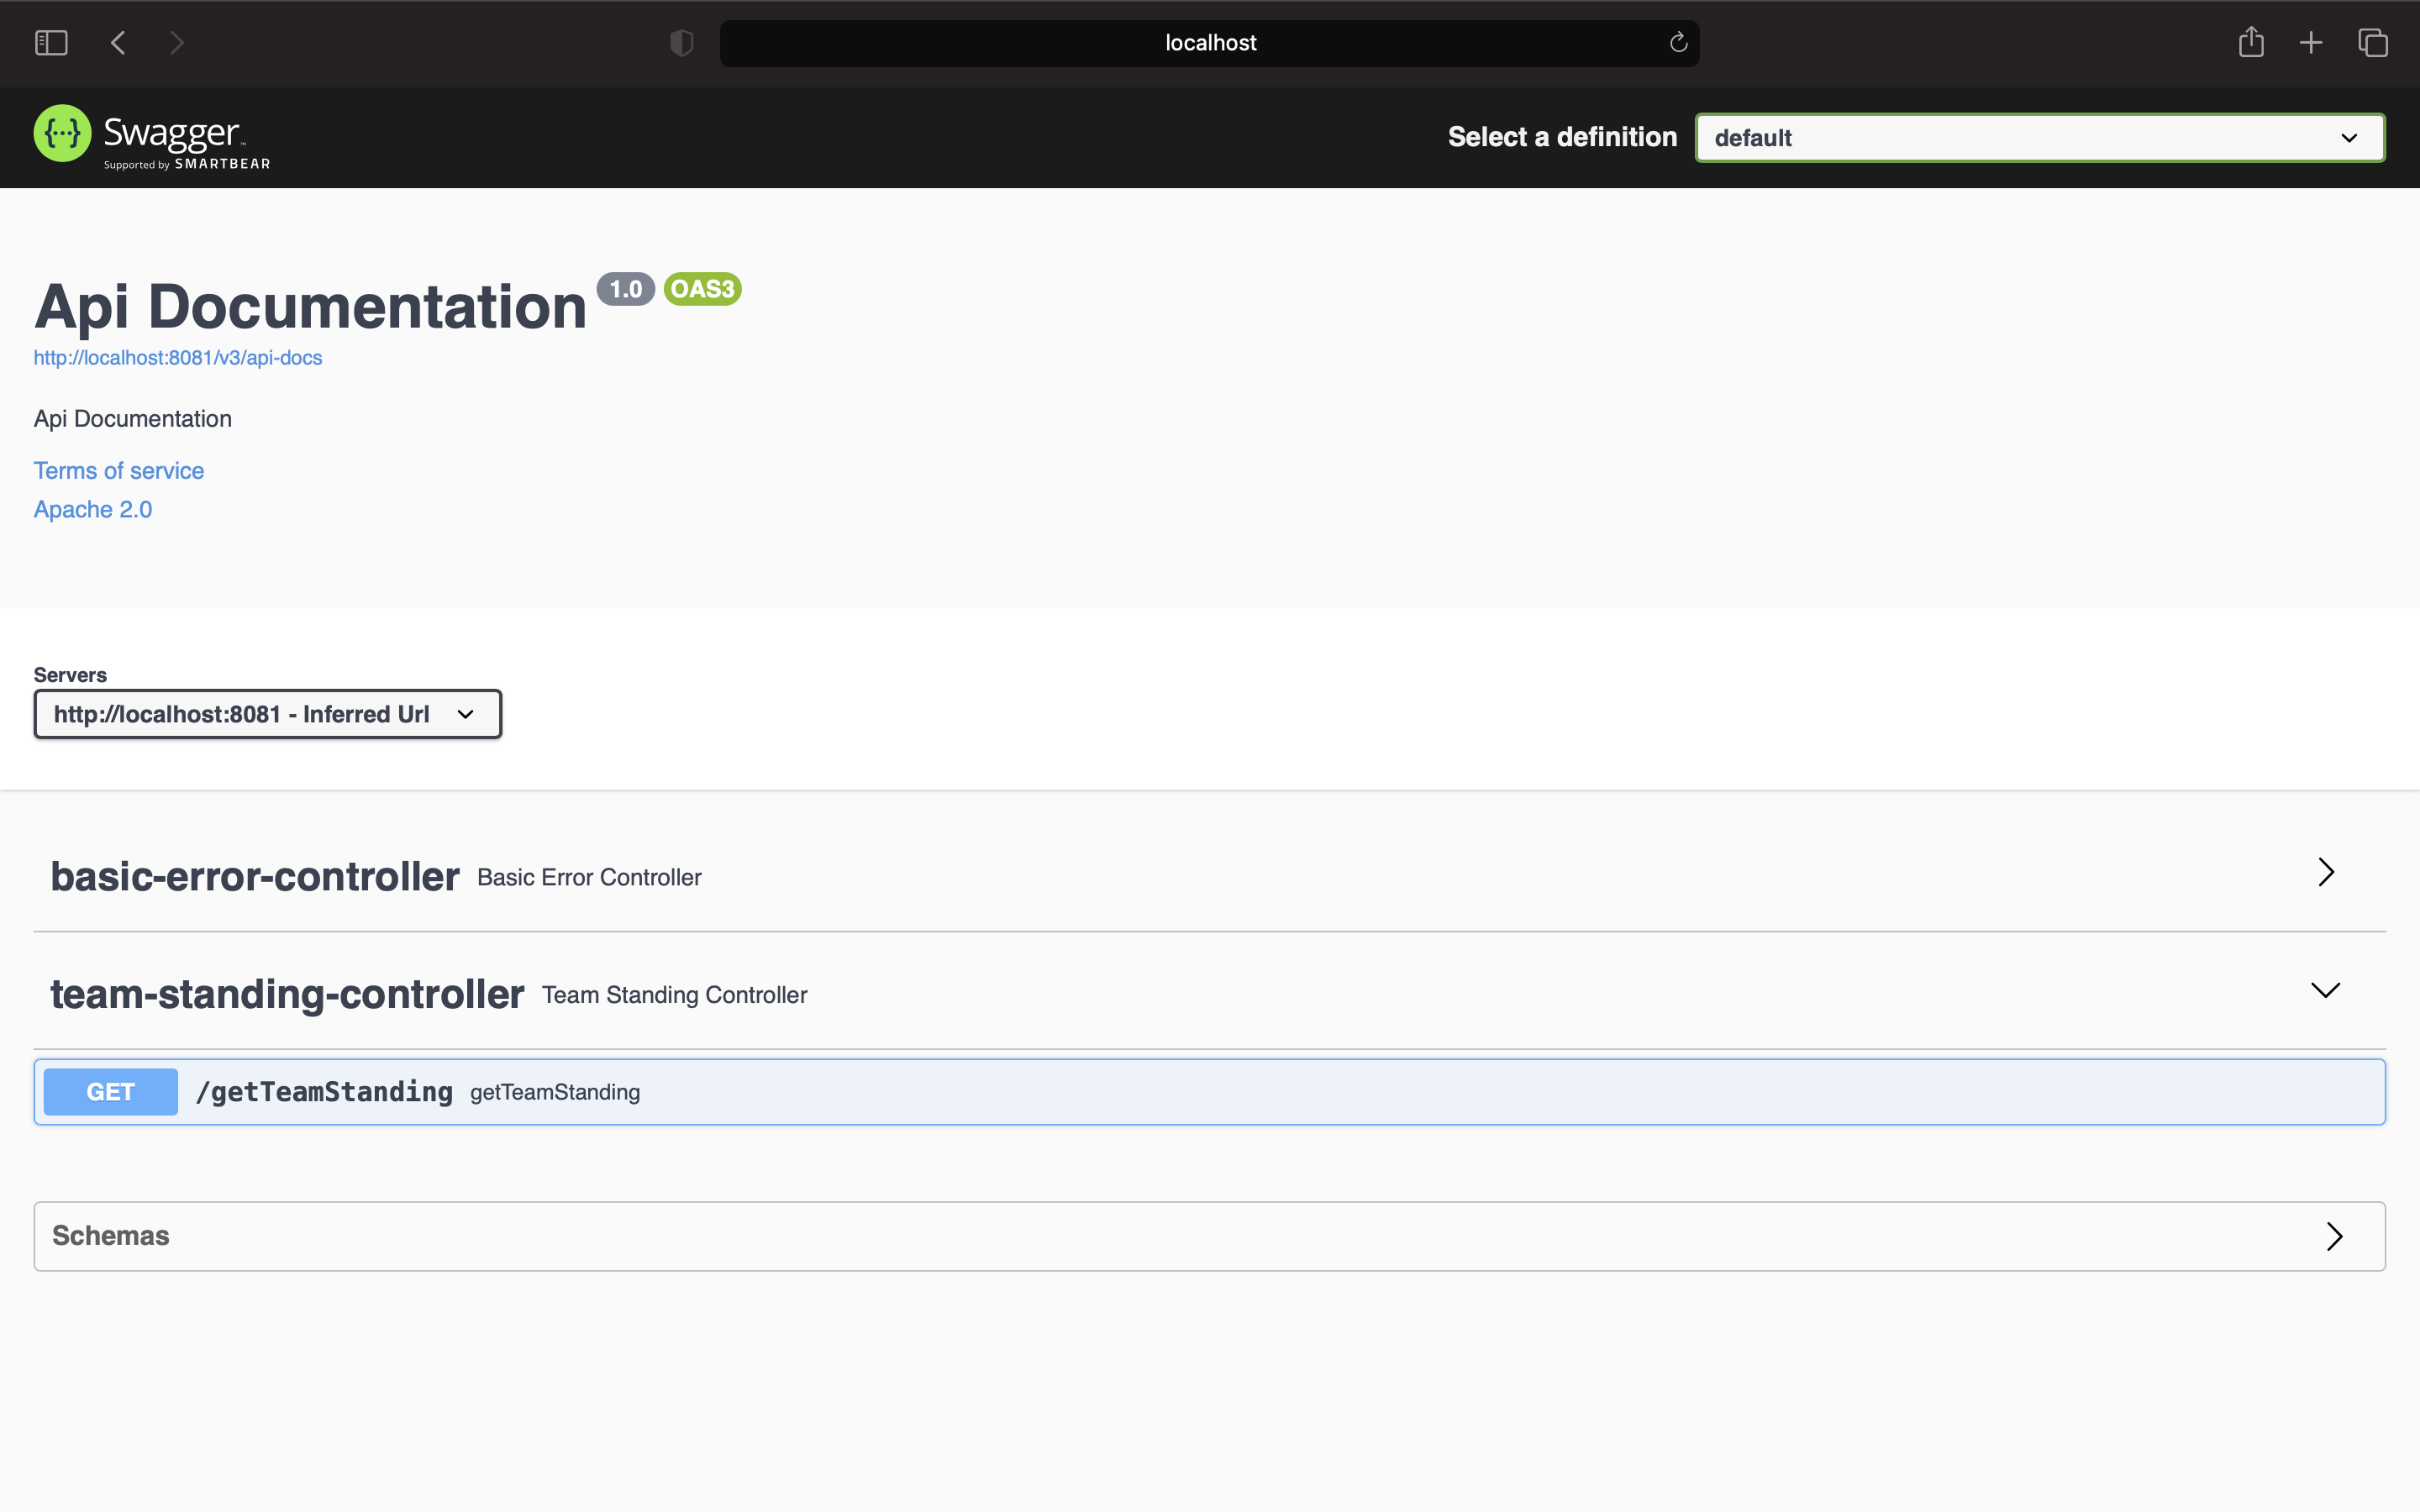 localhost
{···} Swagger™
Supported by SMARTBEAR
Select a definition
default
Api Documentation 1.0 OAS3
http://localhost:8081/v3/api-docs
Api Documentation
Terms of service
Apache 2.0
Servers
http://localhost:8081 - Inferred Url
basic-error-controller Basic Error Controller
team-standing-controller Team Standing Controller
GET /getTeamStanding getTeamStanding
Schemas